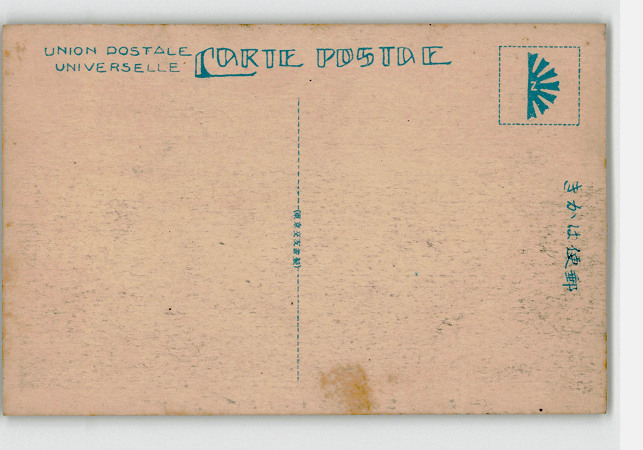 UNION POSTALE
UNIVERSELLE
CARTE POSTALE
きかは便郵